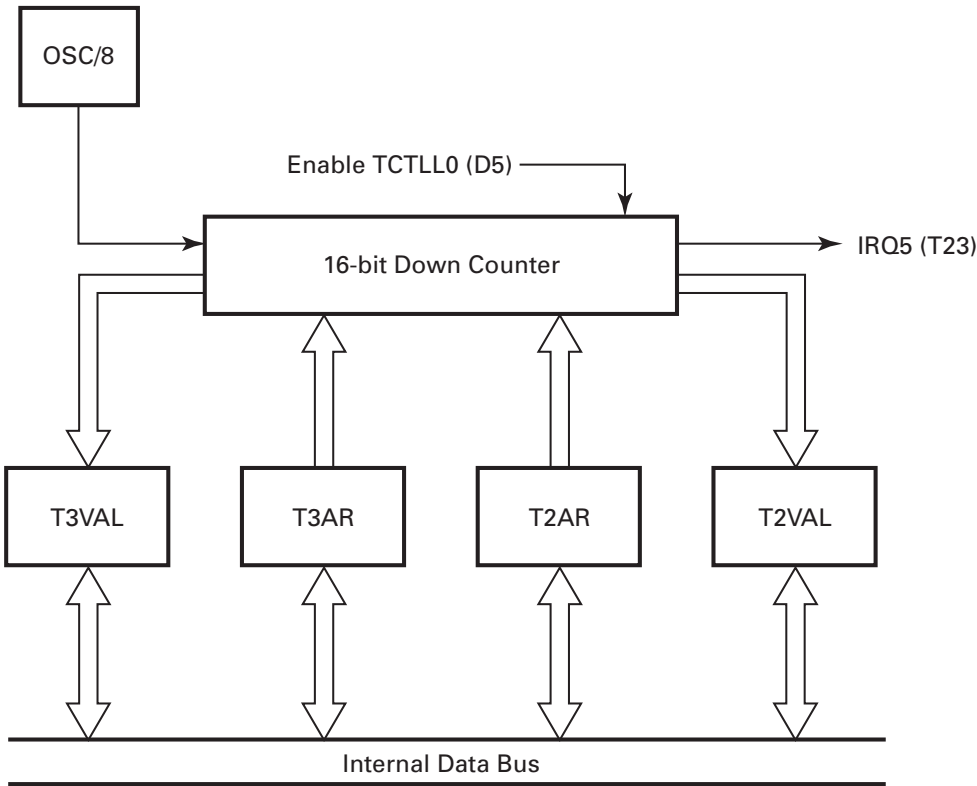 OSC/8
Enable TCTLL0 (D5)
16-bit Down Counter
IRQ5 (T23)
T3VAL
T3AR
T2AR
T2VAL
Internal Data Bus